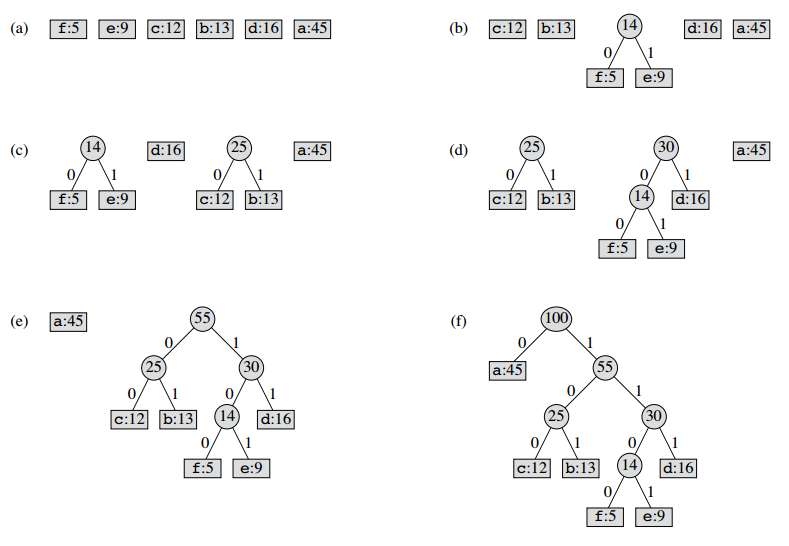 (a) f:5 e:9 c:12 b:13 d:16 a:45
(b) c:12 b:13 14 d:16 a:45
0 1
f:5 e:9
(c) 14 d:16 25 a:45
0 1 0 1
f:5 e:9 c:12 b:13
(d) 25 30 a:45
0 1 0 1
c:12 b:13 14 d:16
0 1
f:5 e:9
(e) a:45 55
0 1
25 30
0 1 0 1
c:12 b:13 14 d:16
0 1
f:5 e:9
(f) 100
0 1
a:45 55
0 1
25 30
0 1 0 1
c:12 b:13 14 d:16
0 1
f:5 e:9